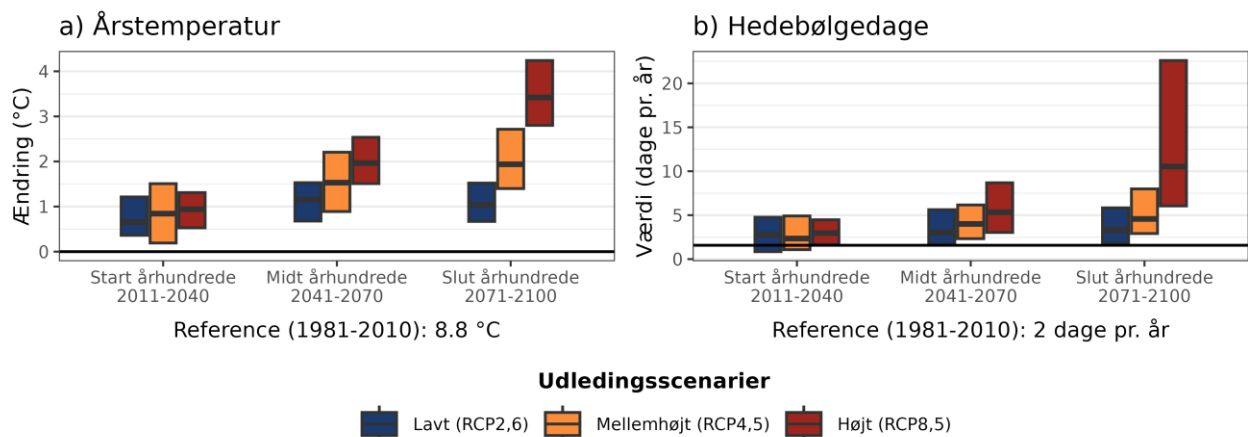 a) Årstemperatur
Ændring (°C)
4
3
2
1
0
Start århundrede
2011-2040
Midt århundrede
2041-2070
Slut århundrede
2071-2100
Reference (1981-2010): 8.8 °C
b) Hedebølgedage
Værdi (dage pr. år)
20
15
10
5
0
Start århundrede
2011-2040
Midt århundrede
2041-2070
Slut århundrede
2071-2100
Reference (1981-2010): 2 dage pr. år
Udledingsscenarier
Lavt (RCP2,6)
Mellemhøjt (RCP4,5)
Højt (RCP8,5)